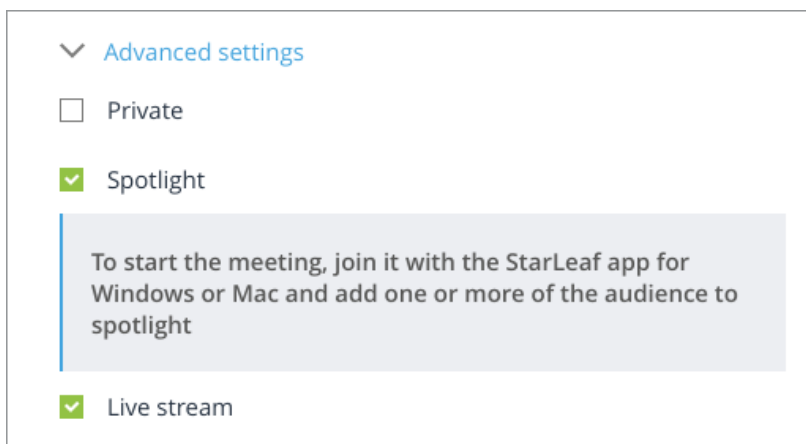 Advanced settings
Private
Spotlight
To start the meeting, join it with the StarLeaf app for
Windows or Mac and add one or more of the audience to
spotlight
Live stream